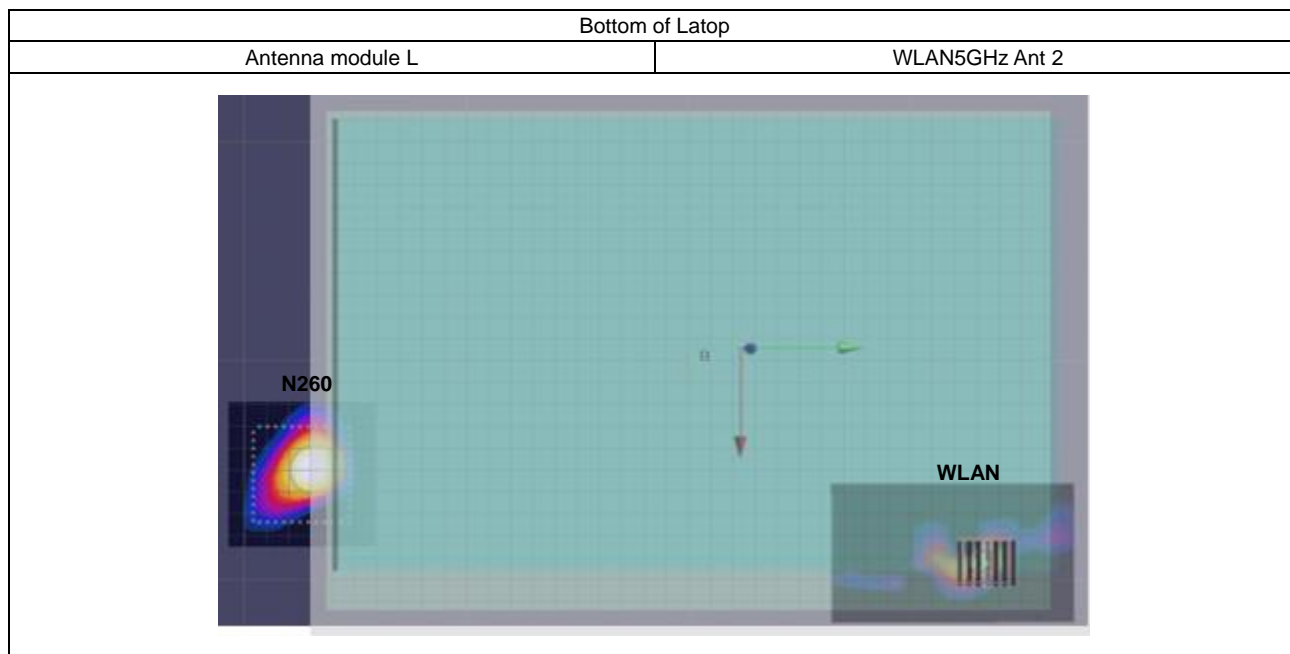 Bottom of Latop
Antenna module L
WLAN5GHz Ant 2
N260
WLAN